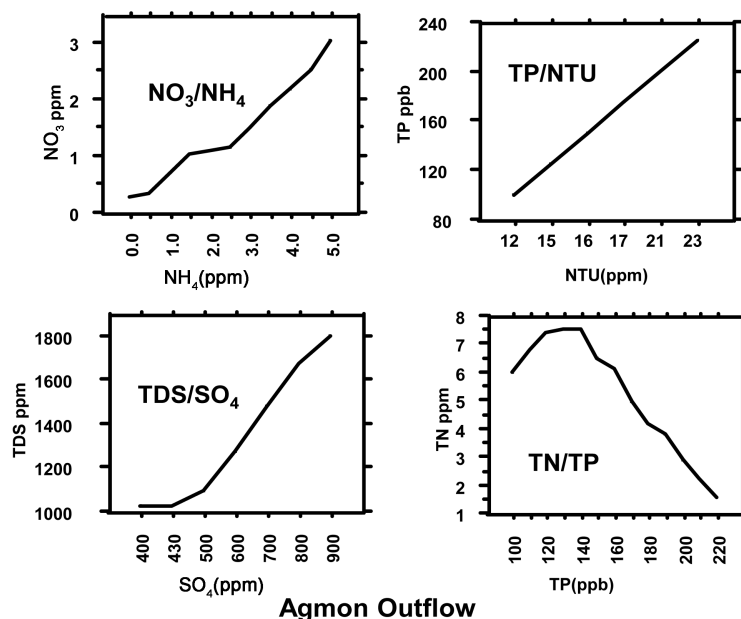 NO₃ ppm
3
2
1
0
NO₃/NH₄
0.0 1.0 2.0 3.0 4.0 5.0
NH₄(ppm)
TP ppb
240
200
160
120
80
TP/NTU
12 15 16 17 21 23
NTU(ppm)
TDS ppm
1800
1600
1400
1200
1000
TDS/SO₄
400 430 500 600 700 800 900
SO₄(ppm)
TN ppm
8
7
6
5
4
3
2
1
TN/TP
100 120 140 160 180 200 220
TP(ppb)
Agmon Outflow